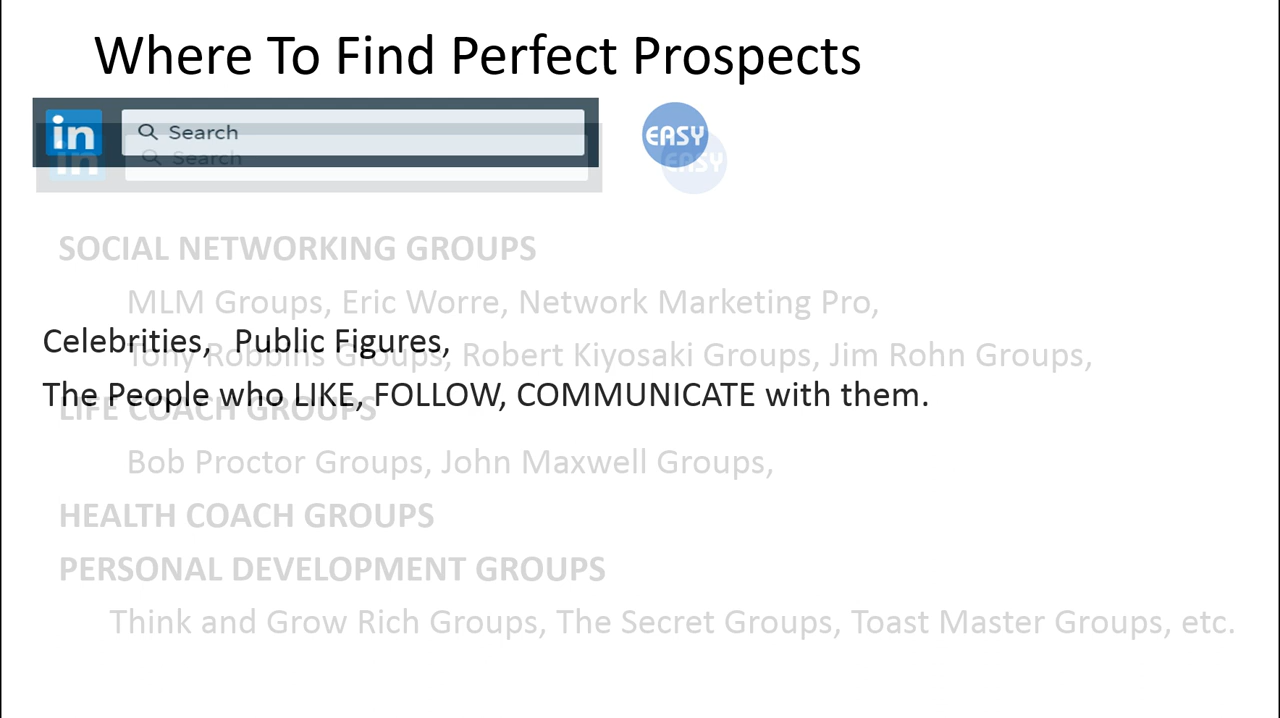 Where To Find Perfect Prospects
in Search EASY
in Search EASY
SOCIAL NETWORKING GROUPS
MLM Groups, Eric Worre, Network Marketing Pro,
Celebrities, Public Figures,
Tony Robbins Groups, Robert Kiyosaki Groups, Jim Rohn Groups,
The People who LIKE, FOLLOW, COMMUNICATE with them.
LIFE COACH GROUPS
Bob Proctor Groups, John Maxwell Groups,
HEALTH COACH GROUPS
PERSONAL DEVELOPMENT GROUPS
Think and Grow Rich Groups, The Secret Groups, Toast Master Groups, etc.